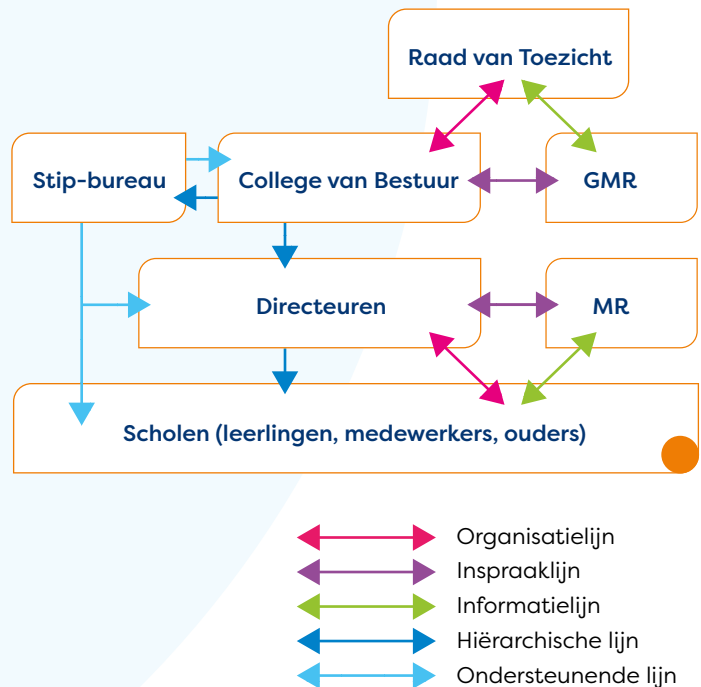 Raad van Toezicht
Stip-bureau
College van Bestuur
GMR
Directeuren
MR
Scholen (leerlingen, medewerkers, ouders)
Organisatielijn
Inspraaklijn
Informatielijn
Hiërarchische lijn
Ondersteunende lijn